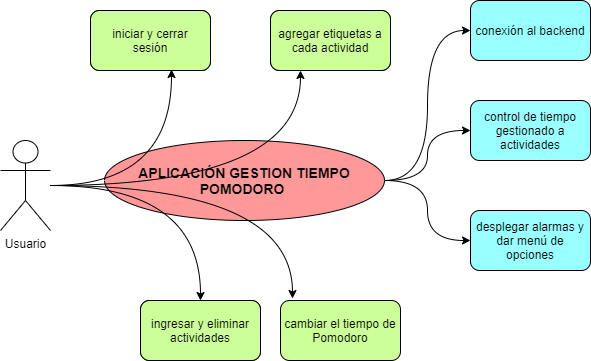 iniciar y cerrar
sesión
agregar etiquetas a
cada actividad
conexión al backend
control de tiempo
gestionado a
actividades
APLICACIÓN GESTION TIEMPO
POMODORO
Usuario
desplegar alarmas y
dar menú de
opciones
ingresar y eliminar
actividades
cambiar el tiempo de
Pomodoro